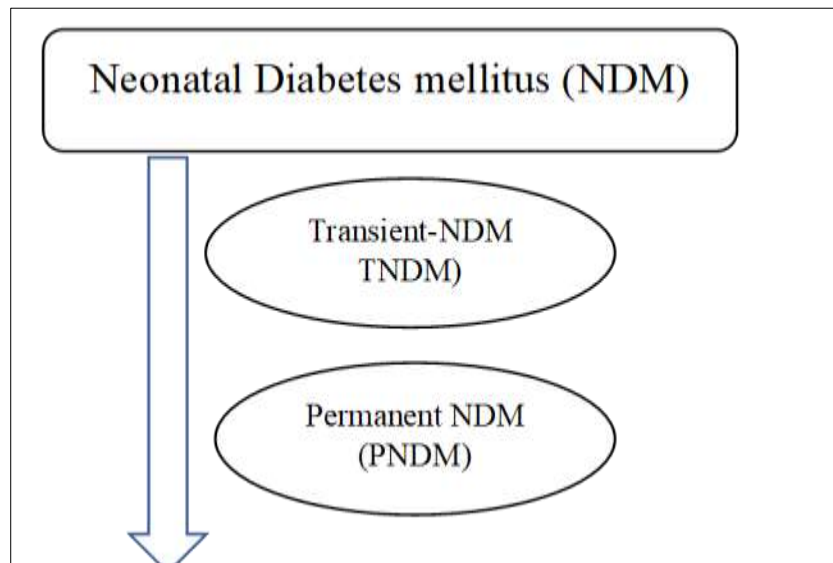 Neonatal Diabetes mellitus (NDM)
Transient-NDM
TNDM)
Permanent NDM
(PNDM)